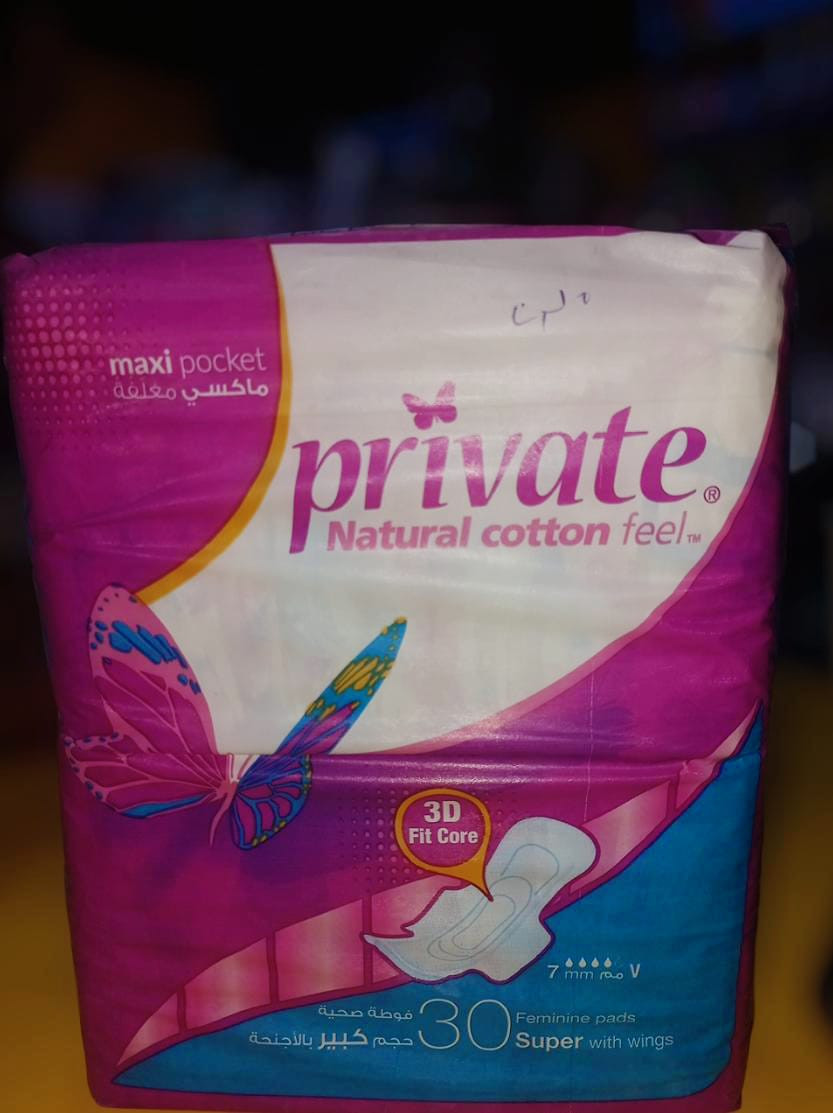 maxi pocket
ماكسي مغلفة
private®
Natural cotton feel™
3D
Fit Core
7 mm مم ٧
فوطة صحية
حجم كبير بالأجنحة
30
Feminine pads
Super with wings